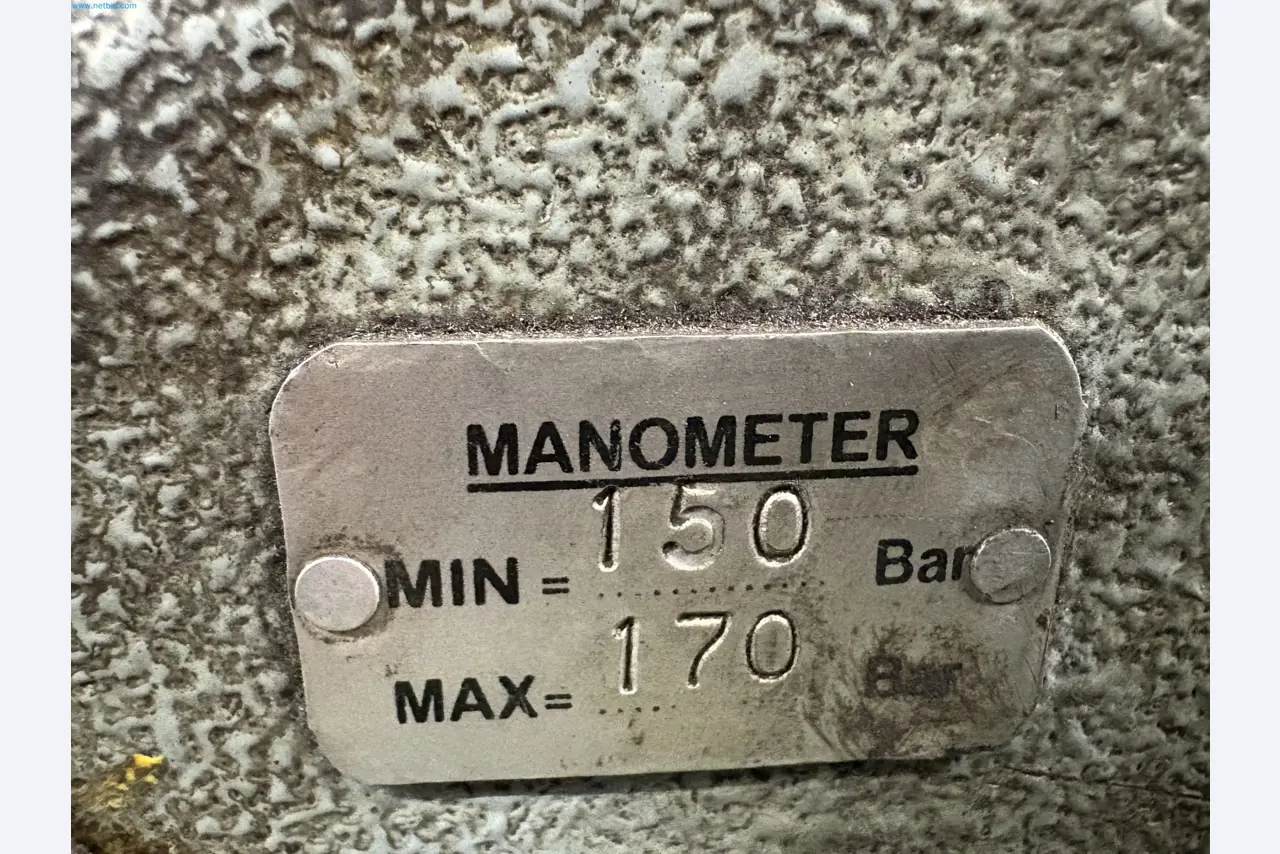 www.netbid.com
MANOMETER
MIN = 150 Bar
MAX= 170 Bar